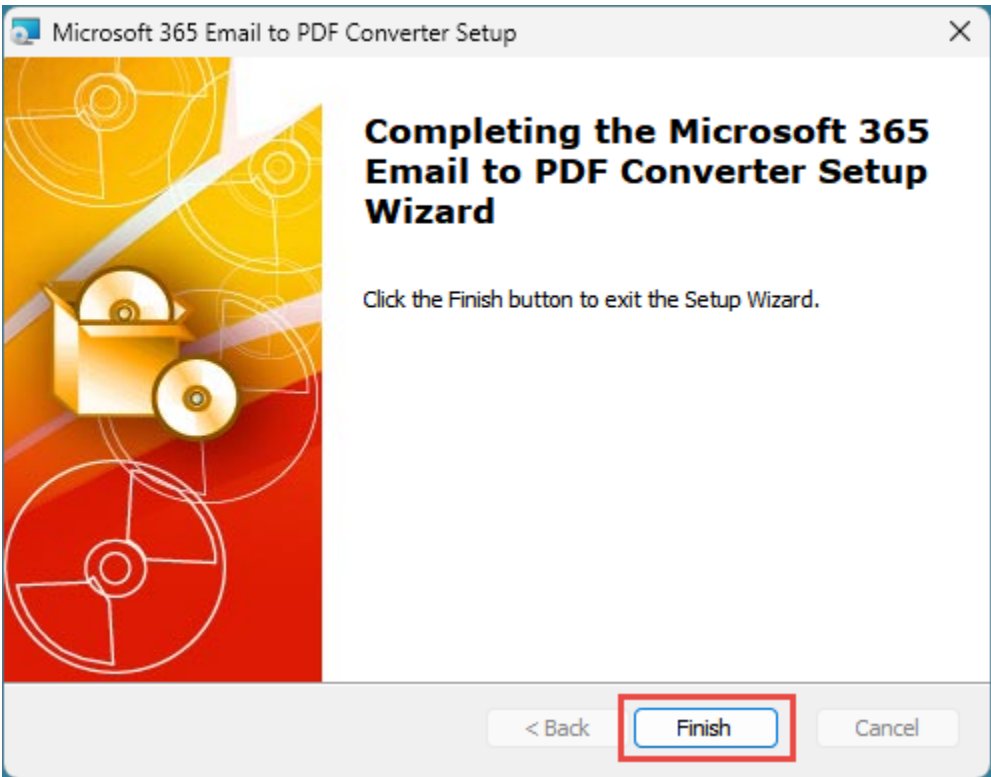 Microsoft 365 Email to PDF Converter Setup
Completing the Microsoft 365
Email to PDF Converter Setup
Wizard
Click the Finish button to exit the Setup Wizard.
< Back Finish Cancel